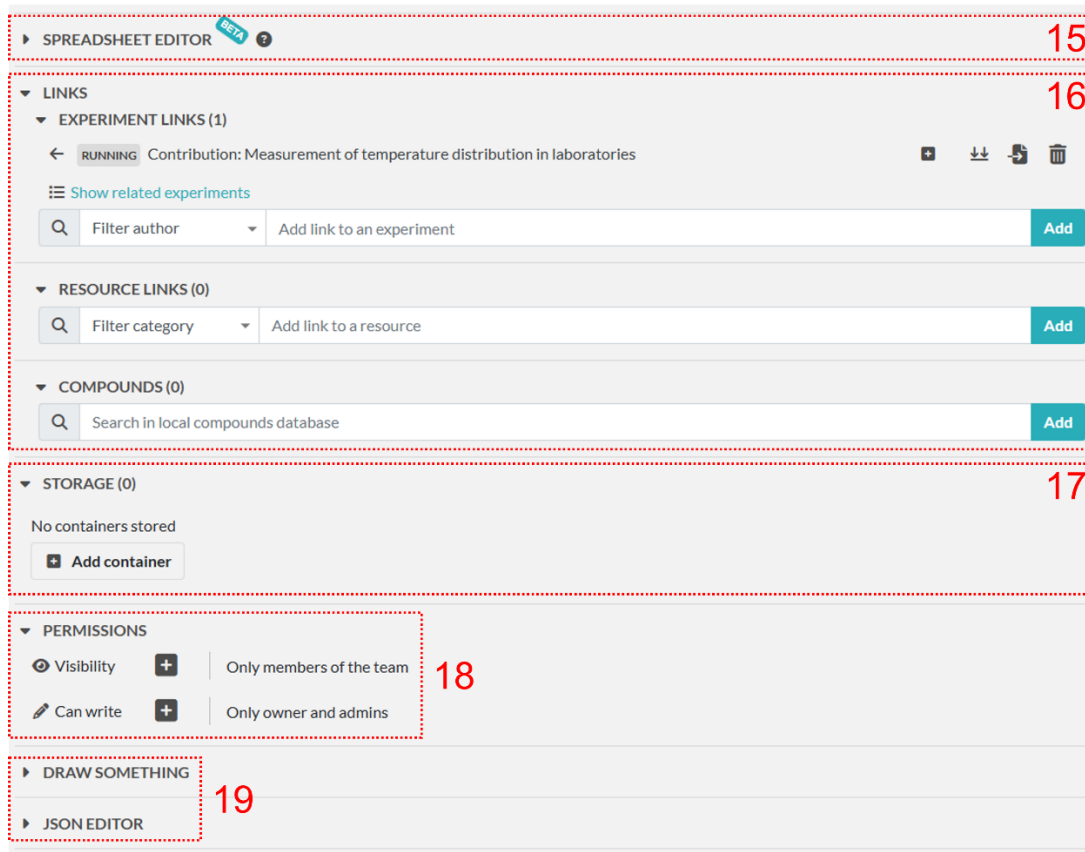 SPREADSHEET EDITOR BETA ? 15
LINKS 16
EXPERIMENT LINKS (1)
RUNNING Contribution: Measurement of temperature distribution in laboratories
Show related experiments
Filter author Add link to an experiment Add
RESOURCE LINKS (0)
Filter category Add link to a resource Add
COMPOUNDS (0)
Search in local compounds database Add
STORAGE (0) 17
No containers stored
Add container
PERMISSIONS
Visibility Only members of the team 18
Can write Only owner and admins
DRAW SOMETHING
19
JSON EDITOR